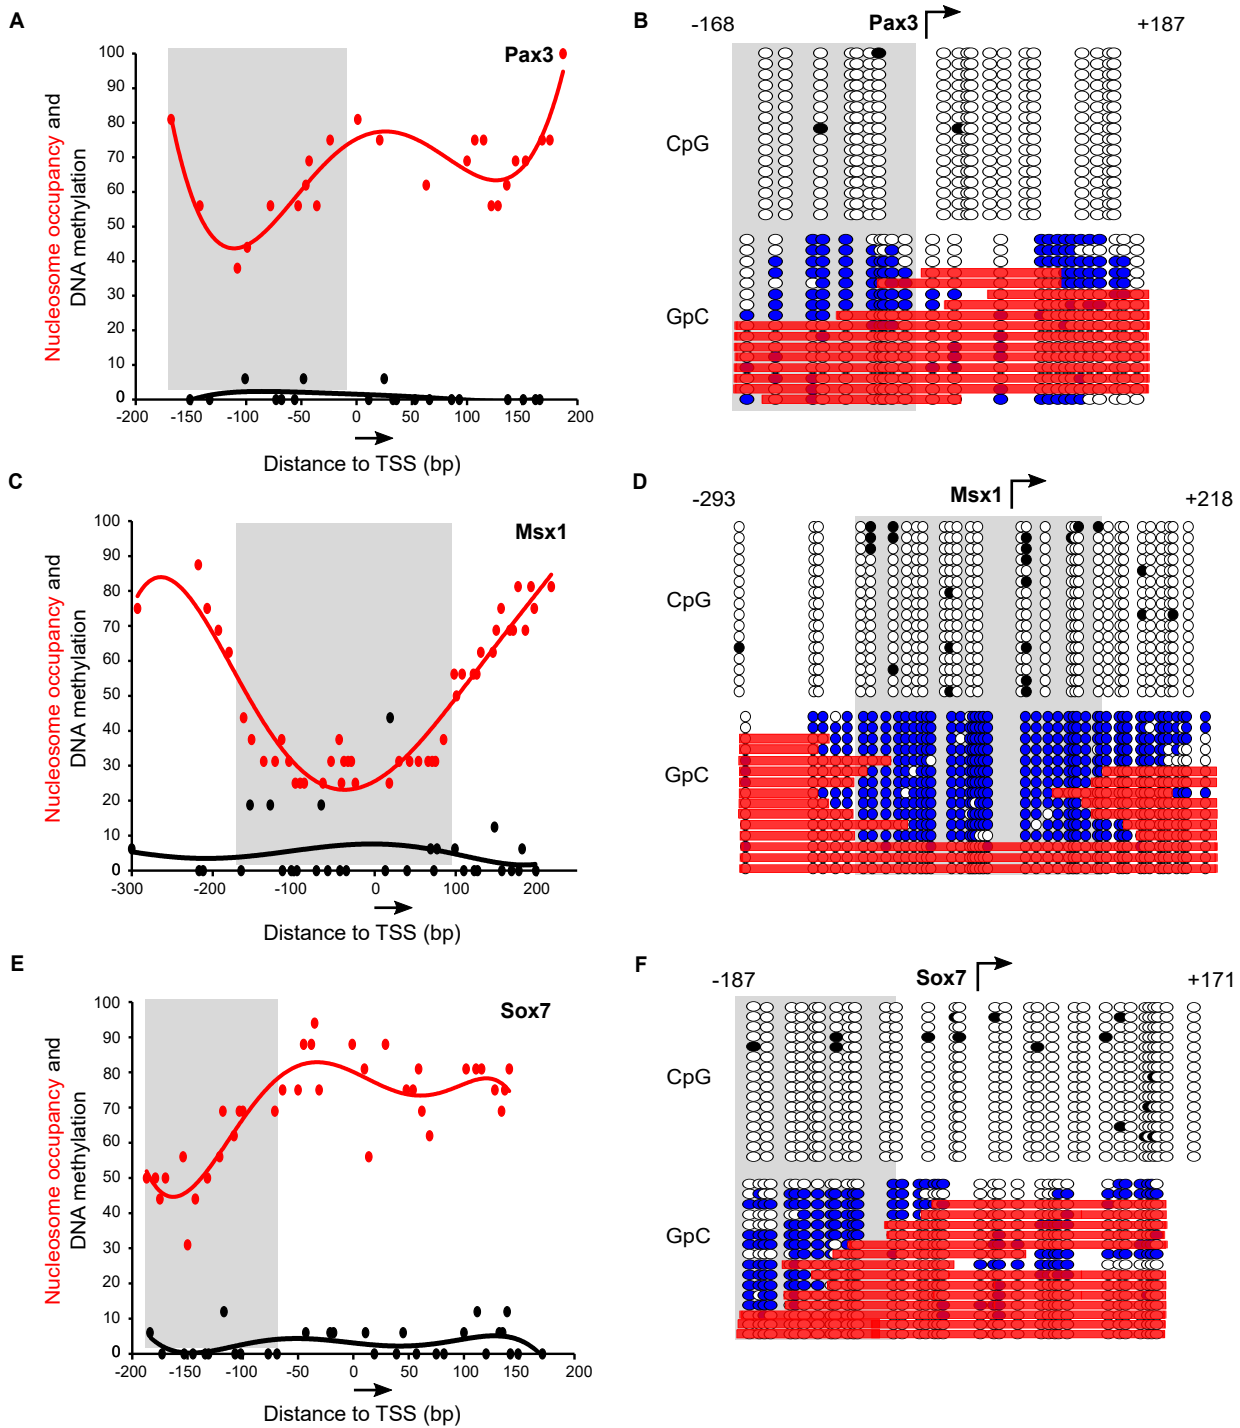 A
Pax3
Nucleosome occupancy and
DNA methylation
100
90
80
70
60
50
40
30
20
10
0
-200 -150 -100 -50 0 50 100 150 200
Distance to TSS (bp)
B
-168 Pax3 +187
CpG
GpC
C
Msx1
Nucleosome occupancy and
DNA methylation
100
90
80
70
60
50
40
30
20
10
0
-300 -200 -100 0 100 200
Distance to TSS (bp)
D
-293 Msx1 +218
CpG
GpC
E
Sox7
Nucleosome occupancy and
DNA methylation
100
90
80
70
60
50
40
30
20
10
0
-200 -150 -100 -50 0 50 100 150 200
Distance to TSS (bp)
F
-187 Sox7 +171
CpG
GpC